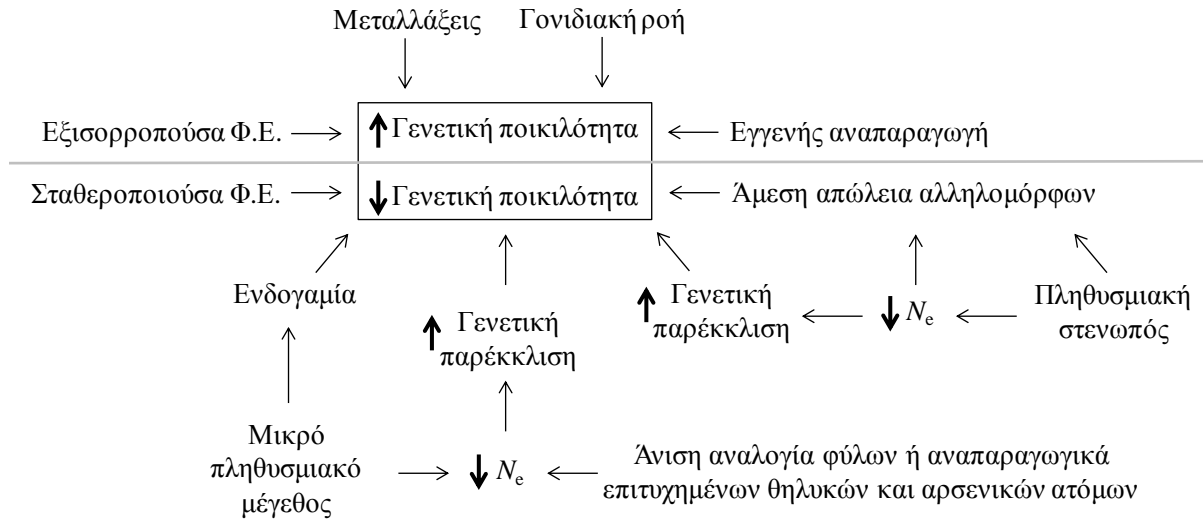 Μεταλλάξεις
Γονιδιακή ροή
Εξισορροπούσα Φ.Ε.
Γενετική ποικιλότητα
Εγγενής αναπαραγωγή
Σταθεροποιούσα Φ.Ε.
Γενετική ποικιλότητα
Άμεση απώλεια αλληλομόρφων
Ενδογαμία
Γενετική
παρέκκλιση
Γενετική
παρέκκλιση
Ne
Πληθυσμιακή
στενωπός
Μικρό
πληθυσμιακό
μέγεθος
Ne
Άνιση αναλογία φύλων ή αναπαραγωγικά
επιτυχημένων θηλυκών και αρσενικών ατόμων